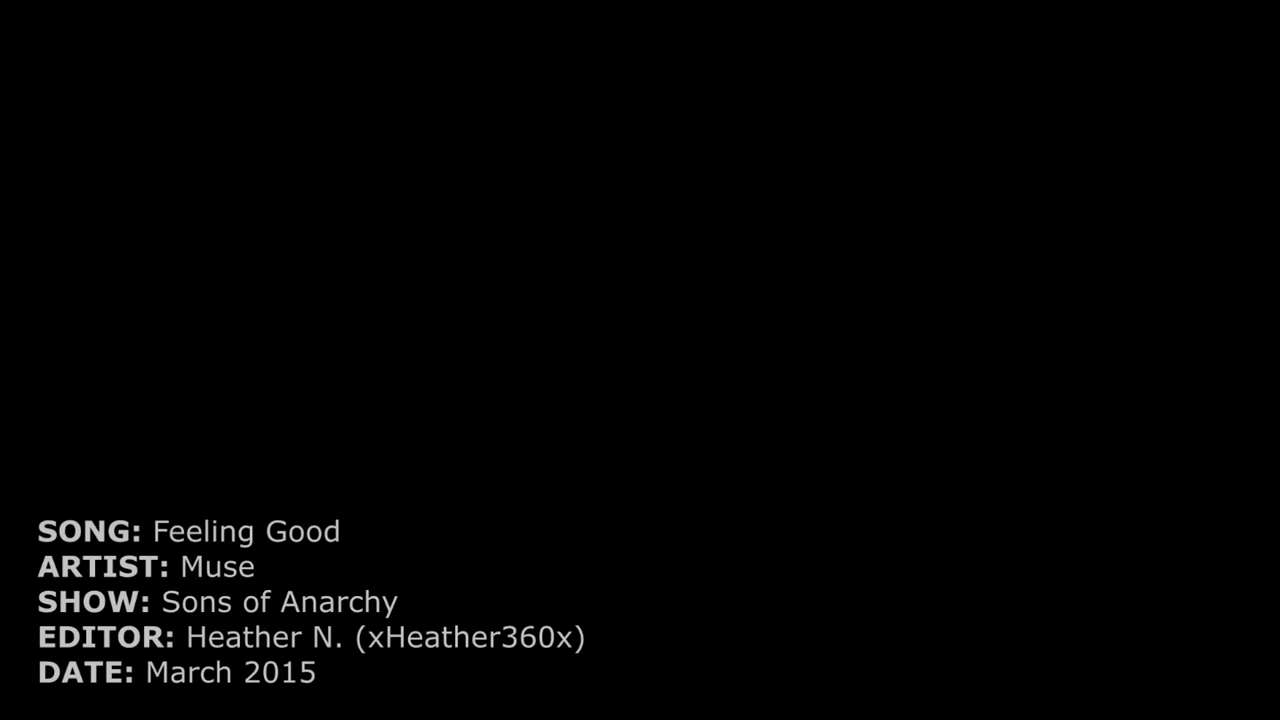 SONG: Feeling Good
ARTIST: Muse
SHOW: Sons of Anarchy
EDITOR: Heather N. (xHeather360x)
DATE: March 2015